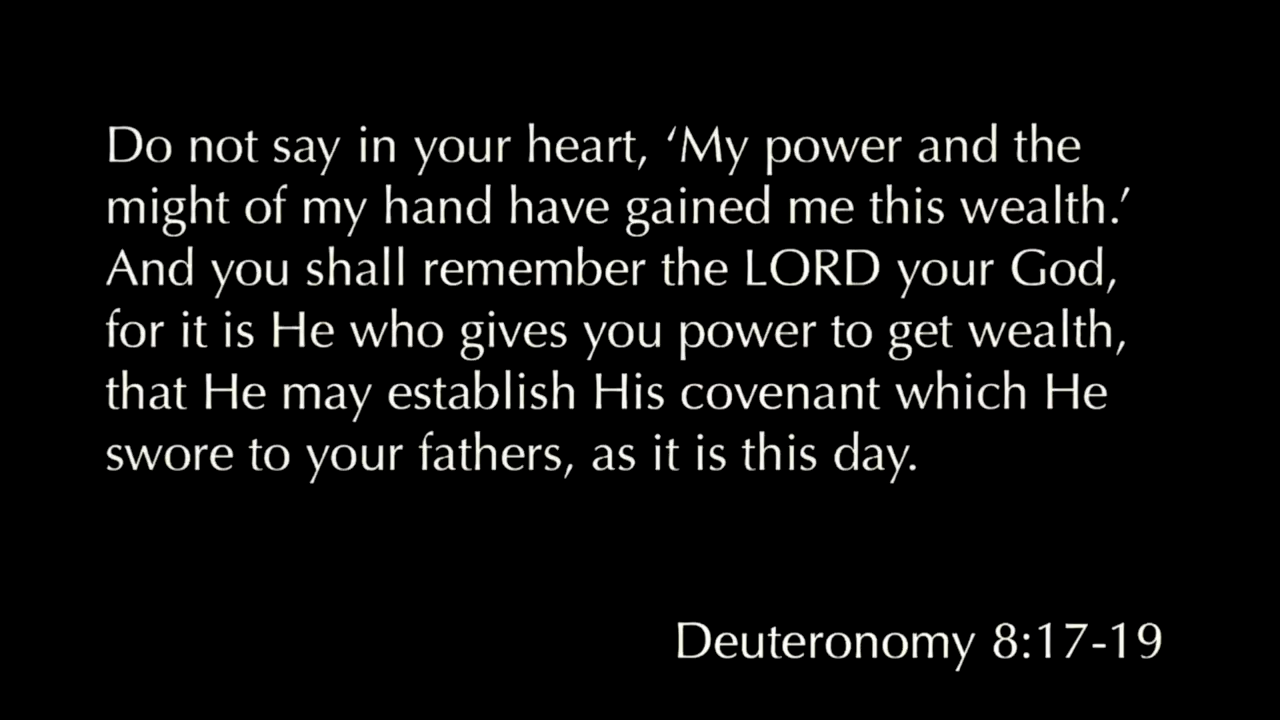 Do not say in your heart, ‘My power and the
might of my hand have gained me this wealth.’
And you shall remember the LORD your God,
for it is He who gives you power to get wealth,
that He may establish His covenant which He
swore to your fathers, as it is this day.
Deuteronomy 8:17-19